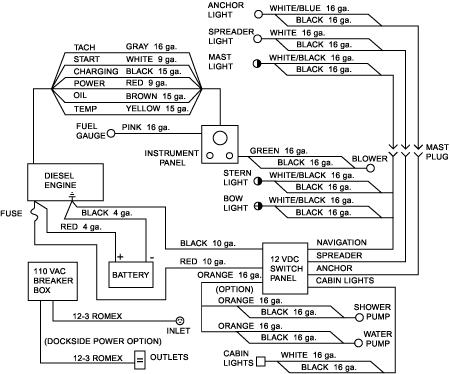 ANCHOR LIGHT
WHITE/BLUE 16 ga.
BLACK 16 ga.
SPREADER LIGHT
WHITE 16 ga.
BLACK 16 ga.
MAST LIGHT
WHITE/BLACK 16 ga.
BLACK 16 ga.
TACH GRAY 16 ga.
START WHITE 9 ga.
CHARGING BLACK 15 ga.
POWER RED 9 ga.
OIL BROWN 15 ga.
TEMP YELLOW 15 ga.
FUEL GAUGE
PINK 16 ga.
INSTRUMENT PANEL
GREEN 16 ga.
BLACK 16 ga.
BLOWER
MAST PLUG
STERN LIGHT
WHITE/BLACK 16 ga.
BLACK 16 ga.
BOW LIGHT
WHITE/BLACK 16 ga.
BLACK 16 ga.
DIESEL ENGINE
FUSE
BLACK 4 ga.
RED 4 ga.
+
-
BATTERY
BLACK 10 ga.
RED 10 ga.
ORANGE 16 ga.
(OPTION)
12 VDC SWITCH PANEL
NAVIGATION
SPREADER
ANCHOR
CABIN LIGHTS
110 VAC BREAKER BOX
12-3 ROMEX
INLET
(DOCKSIDE POWER OPTION)
12-3 ROMEX
OUTLETS
ORANGE 16 ga.
BLACK 16 ga.
SHOWER PUMP
ORANGE 16 ga.
BLACK 16 ga.
WATER PUMP
CABIN LIGHTS
WHITE 16 ga.
BLACK 16 ga.